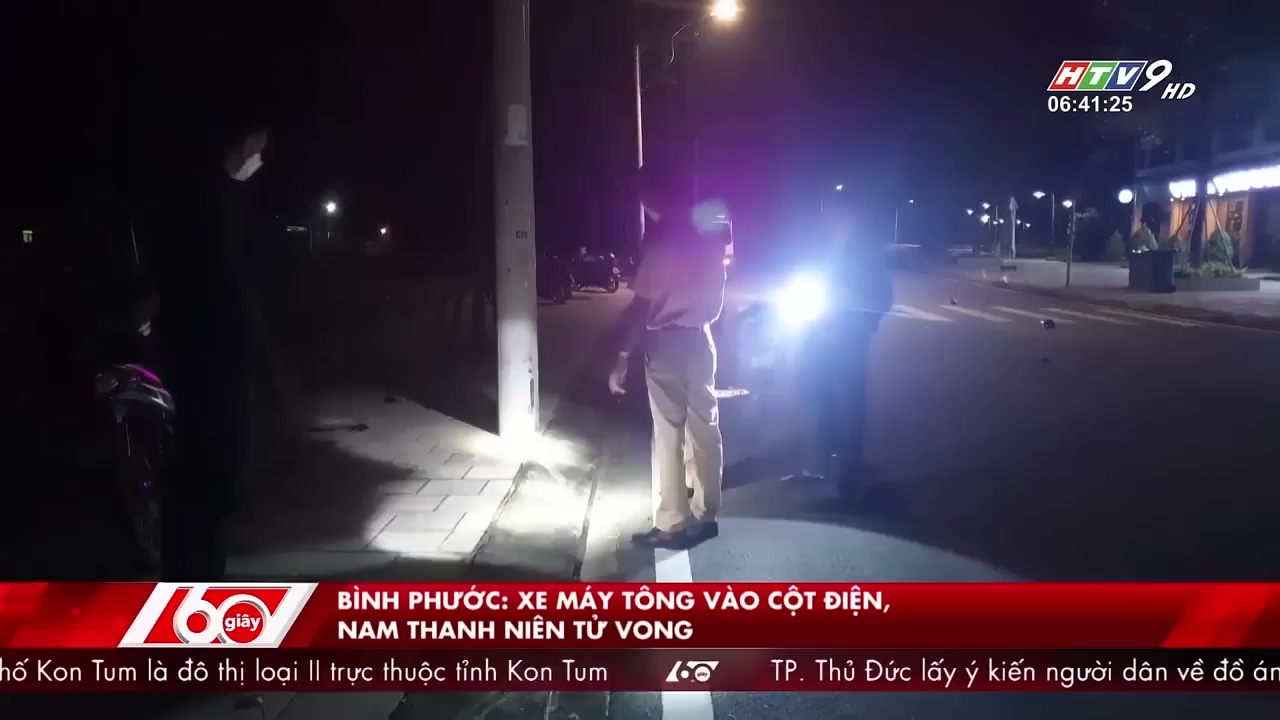 HTV9 HD
06:41:25
60 giây
BÌNH PHƯỚC: XE MÁY TÔNG VÀO CỘT ĐIỆN,
NAM THANH NIÊN TỬ VONG
hố Kon Tum là đô thị loại II trực thuộc tỉnh Kon Tum 60 giây TP. Thủ Đức lấy ý kiến người dân về đồ án